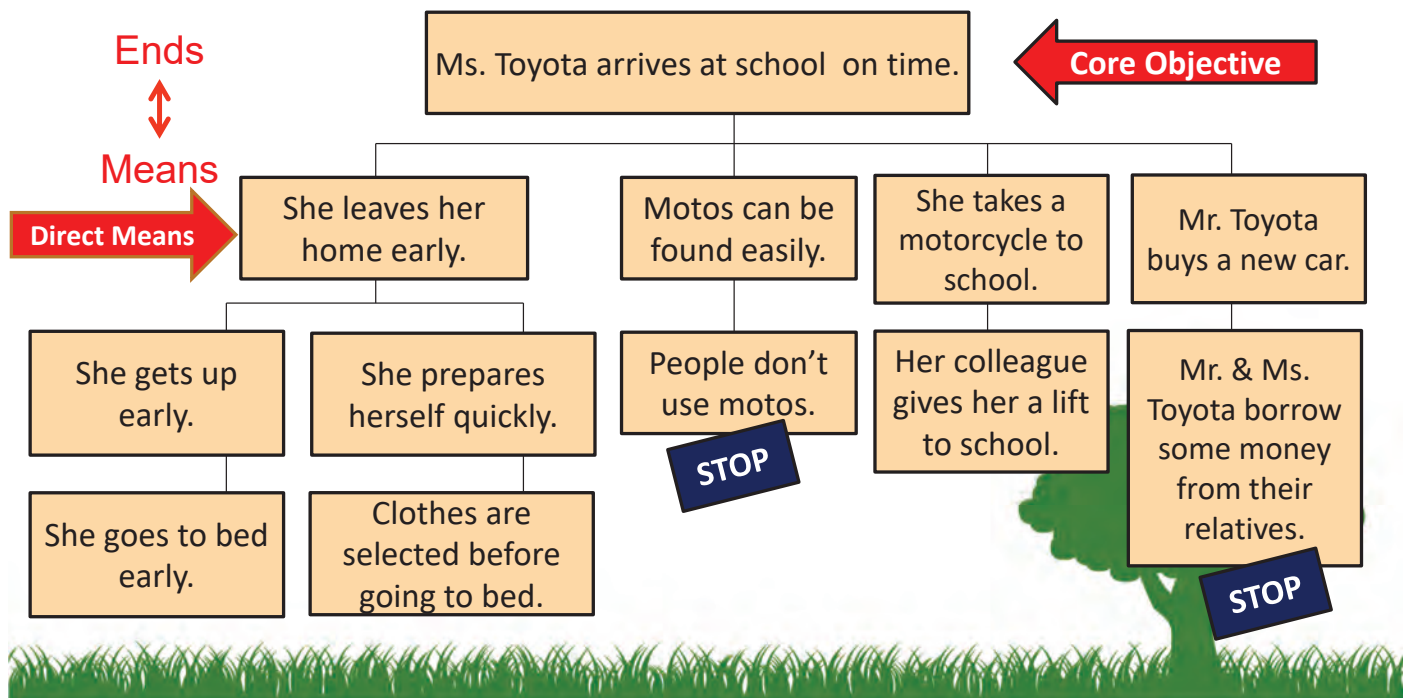 Ends
Means
Ms. Toyota arrives at school on time.
Core Objective
Direct Means
She leaves her
home early.
Motos can be
found easily.
She takes a
motorcycle to
school.
Mr. Toyota
buys a new car.
She gets up
early.
She prepares
herself quickly.
People don’t
use motos.
STOP
Her colleague
gives her a lift
to school.
Mr. & Ms.
Toyota borrow
some money
from their
relatives.
STOP
She goes to bed
early.
Clothes are
selected before
going to bed.